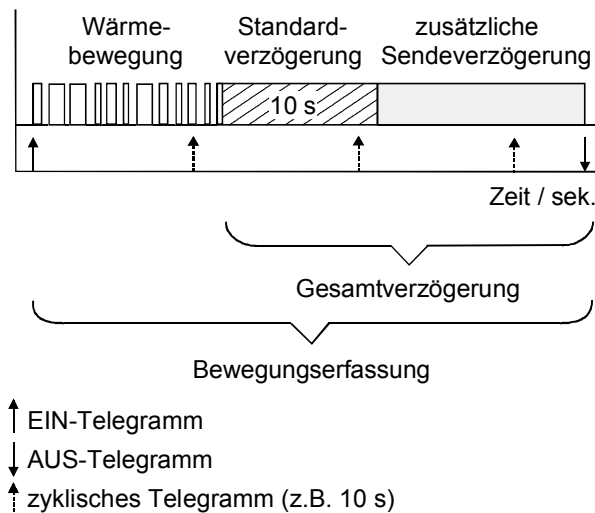 Wärme-
bewegung
Standard-
verzögerung
zusätzliche
Sendeverzögerung
10 s
Zeit / sek.
Gesamtverzögerung
Bewegungserfassung
EIN-Telegramm
AUS-Telegramm
zyklisches Telegramm (z.B. 10 s)